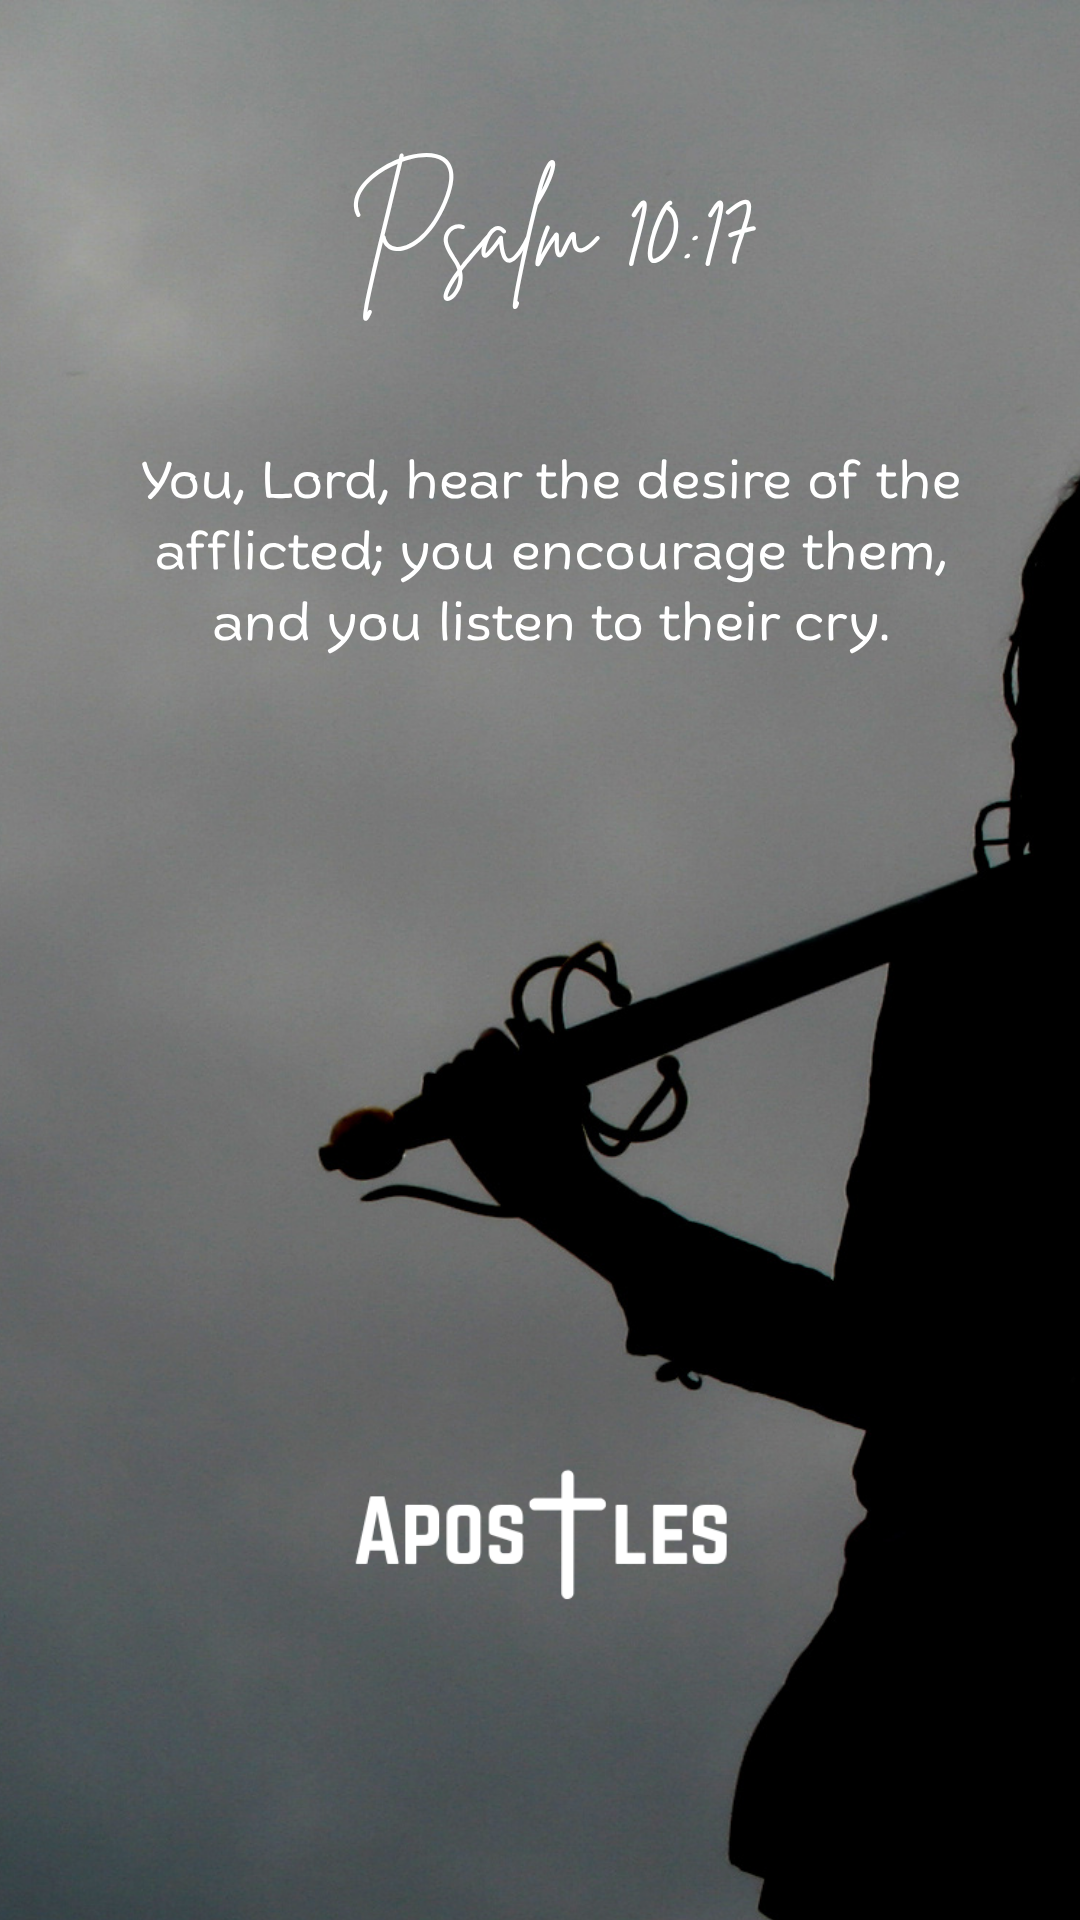 Psalm 10:17
You, Lord, hear the desire of the
afflicted; you encourage them,
and you listen to their cry.
APOSTLES